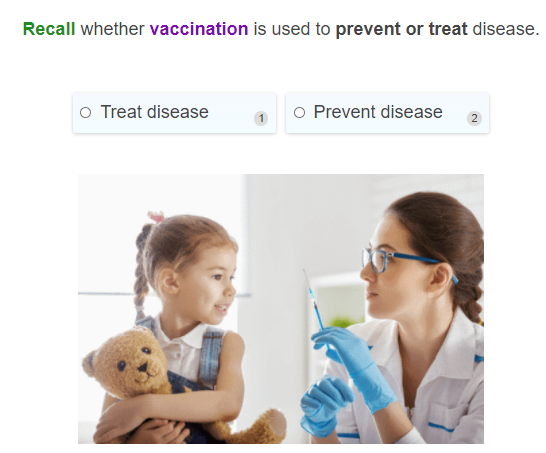 Recall whether vaccination is used to prevent or treat disease.
Treat disease 1
Prevent disease 2